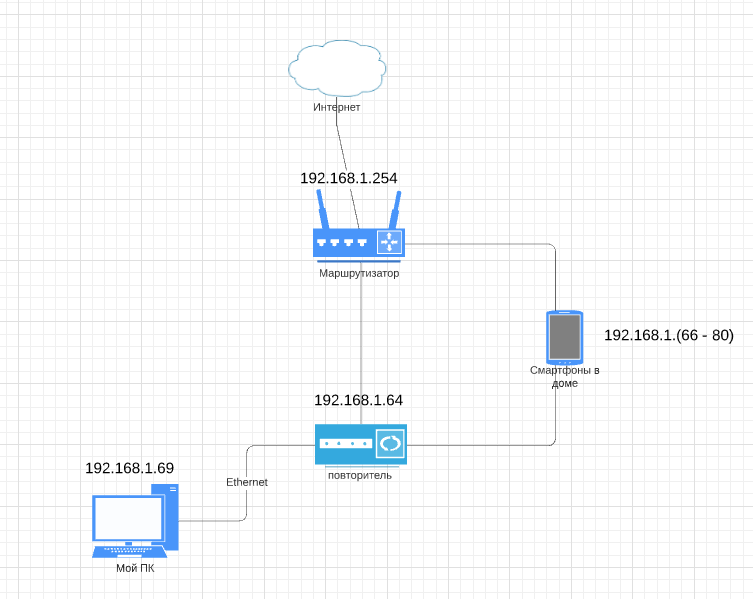 Интернет
192.168.1.254
Маршрутизатор
192.168.1.(66 - 80)
Смартфоны в
доме
192.168.1.64
повторитель
192.168.1.69
Ethernet
Мой ПК